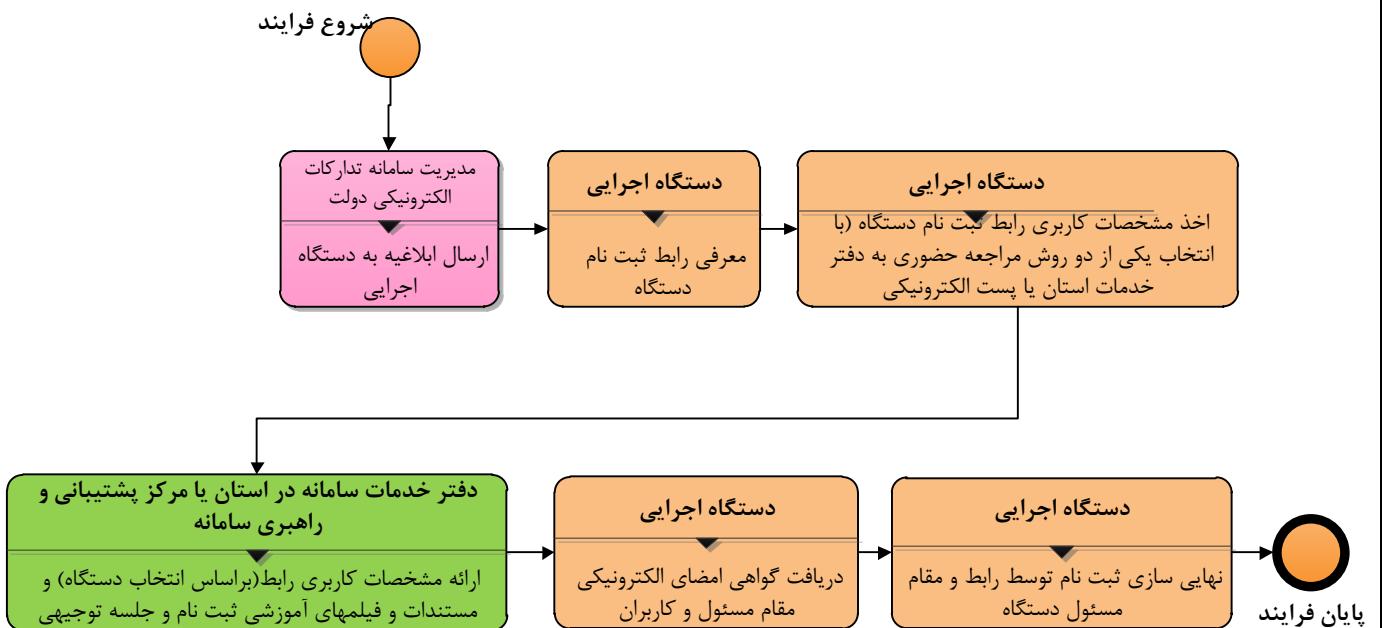 شروع فرایند
مدیریت سامانه تدارکات
الکترونیکی دولت
ارسال ابلاغیه به دستگاه
اجرایی
دستگاه اجرایی
معرفی رابط ثبت نام
دستگاه
دستگاه اجرایی
اخذ مشخصات کاربری رابط ثبت نام دستگاه (با
انتخاب یکی از دو روش مراجعه حضوری به دفتر
خدمات استان یا پست الکترونیکی
دفتر خدمات سامانه در استان یا مرکز پشتیبانی و
راهبری سامانه
ارائه مشخصات کاربری رابط(براساس انتخاب دستگاه) و
مستندات و فیلمهای آموزشی ثبت نام و جلسه توجیهی
دستگاه اجرایی
دریافت گواهی امضای الکترونیکی
مقام مسئول و کاربران
دستگاه اجرایی
نهایی سازی ثبت نام توسط رابط و مقام
مسئول دستگاه
پایان فرایند